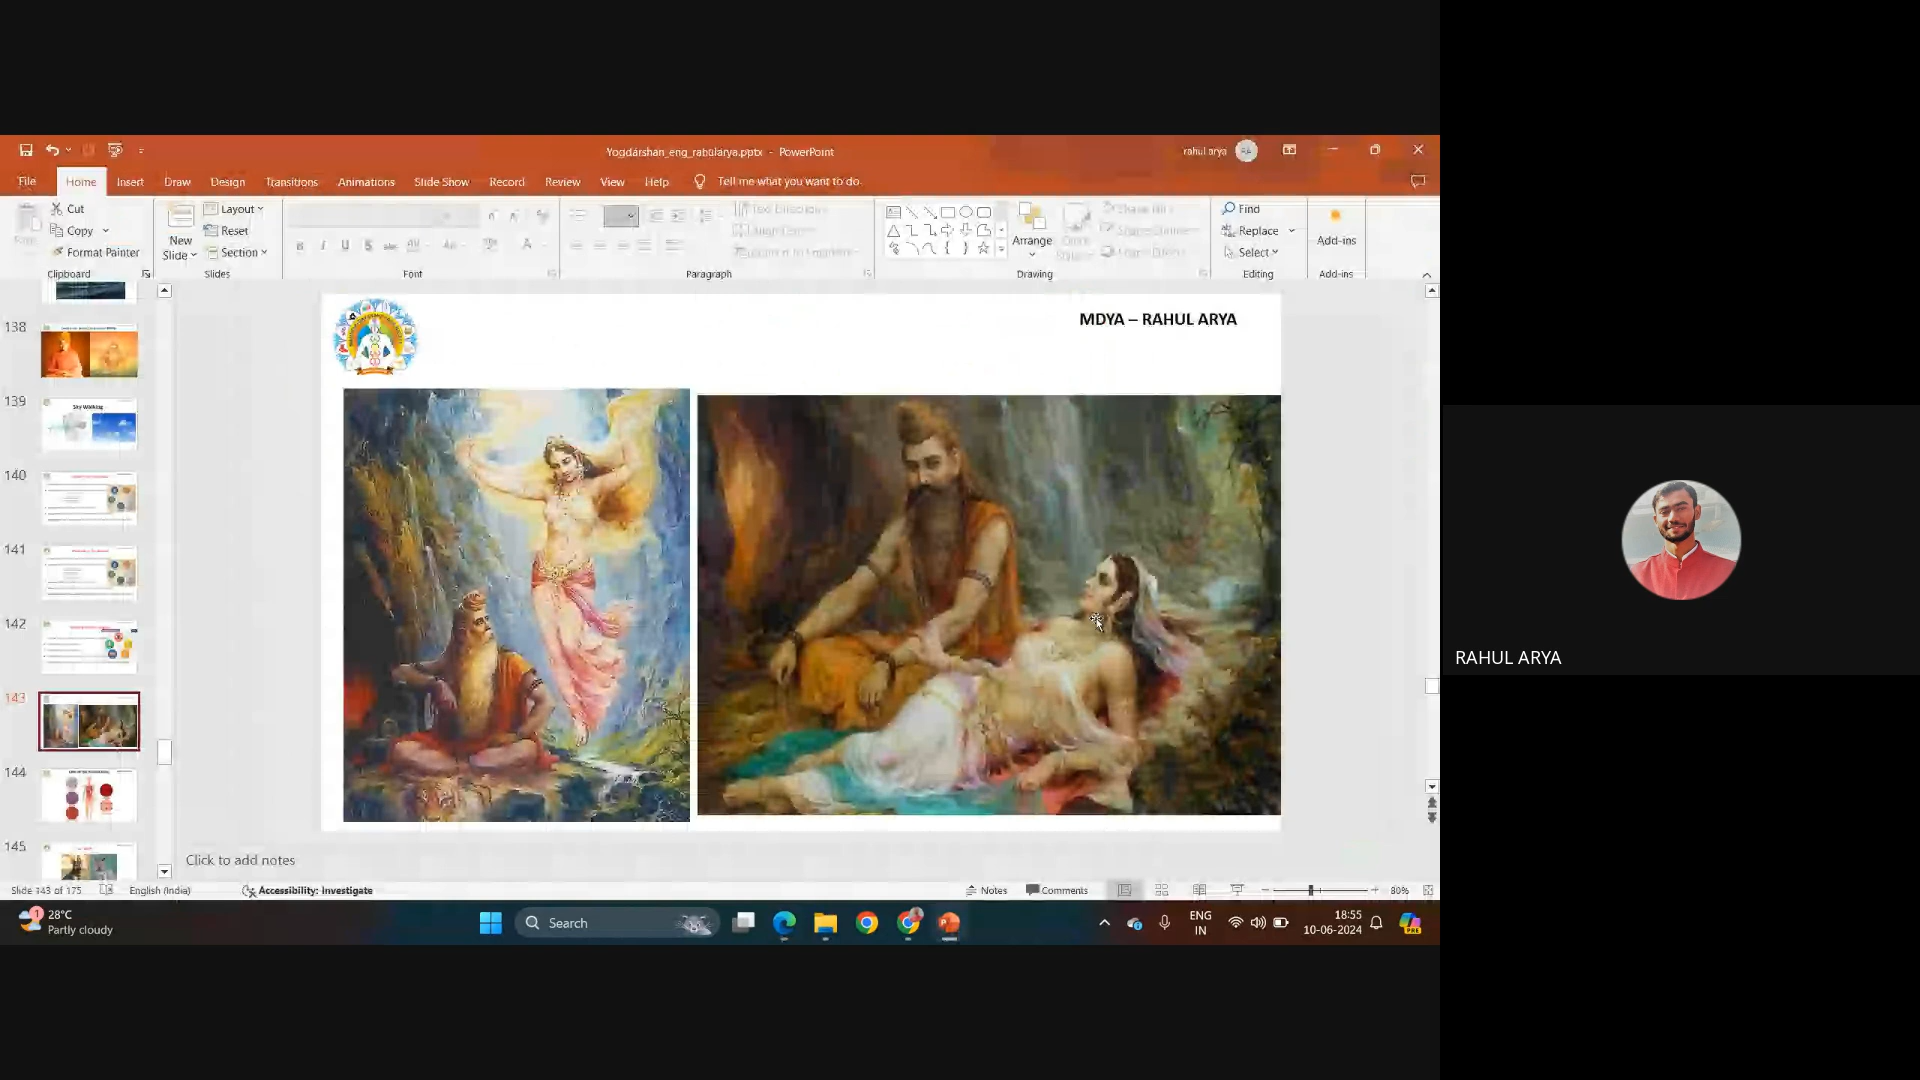 Yogdarshan_eng_rahularya.pptx - PowerPoint
rahul arya
File Home Insert Draw Design Transitions Animations Slide Show Record Review View Help Tell me what you want to do
Cut
Copy
Format Painter
Clipboard
New
Slide
Layout
Reset
Section
Slides
Font
Paragraph
Arrange
Drawing
Find
Replace
Select
Editing
Add-ins
Add-ins
138
139
Sky Walking
140
141
142
143
144
145
MDYA – RAHUL ARYA
Click to add notes
Slide 143 of 175 English (India) Accessibility: Investigate
Notes Comments 80%
1
28°C
Partly cloudy
Search
ENG
IN
18:55
10-06-2024
PRE
RAHUL ARYA